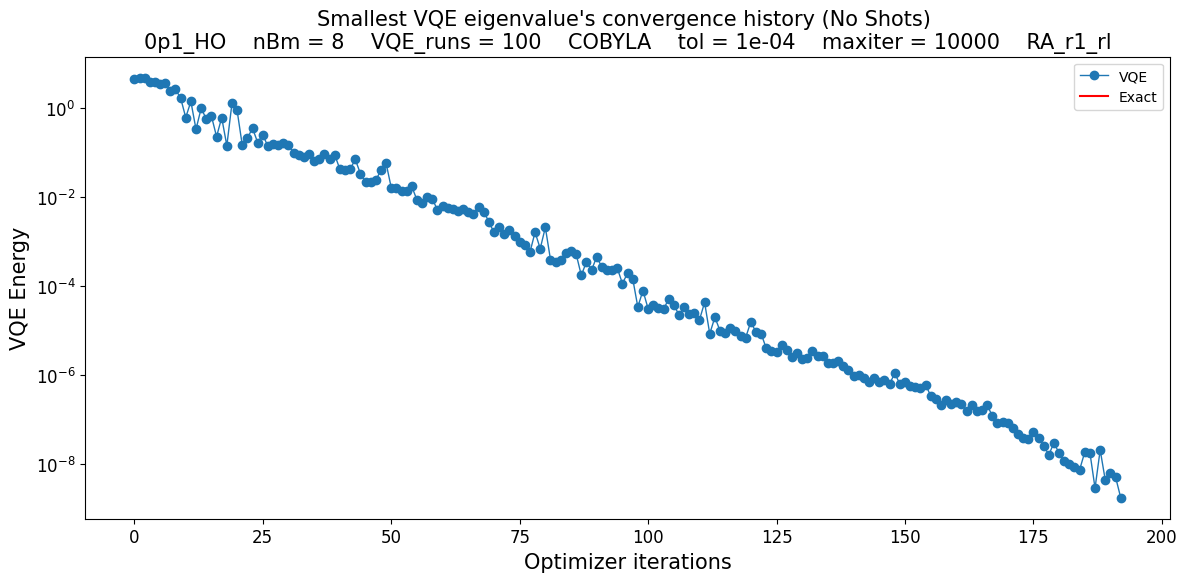 Smallest VQE eigenvalue's convergence history (No Shots)
0p1_HO    nBm = 8    VQE_runs = 100    COBYLA    tol = 1e-04    maxiter = 10000    RA_r1_rl
VQE
Exact
VQE Energy
10⁰
10⁻²
10⁻⁴
10⁻⁶
10⁻⁸
0 25 50 75 100 125 150 175 200
Optimizer iterations